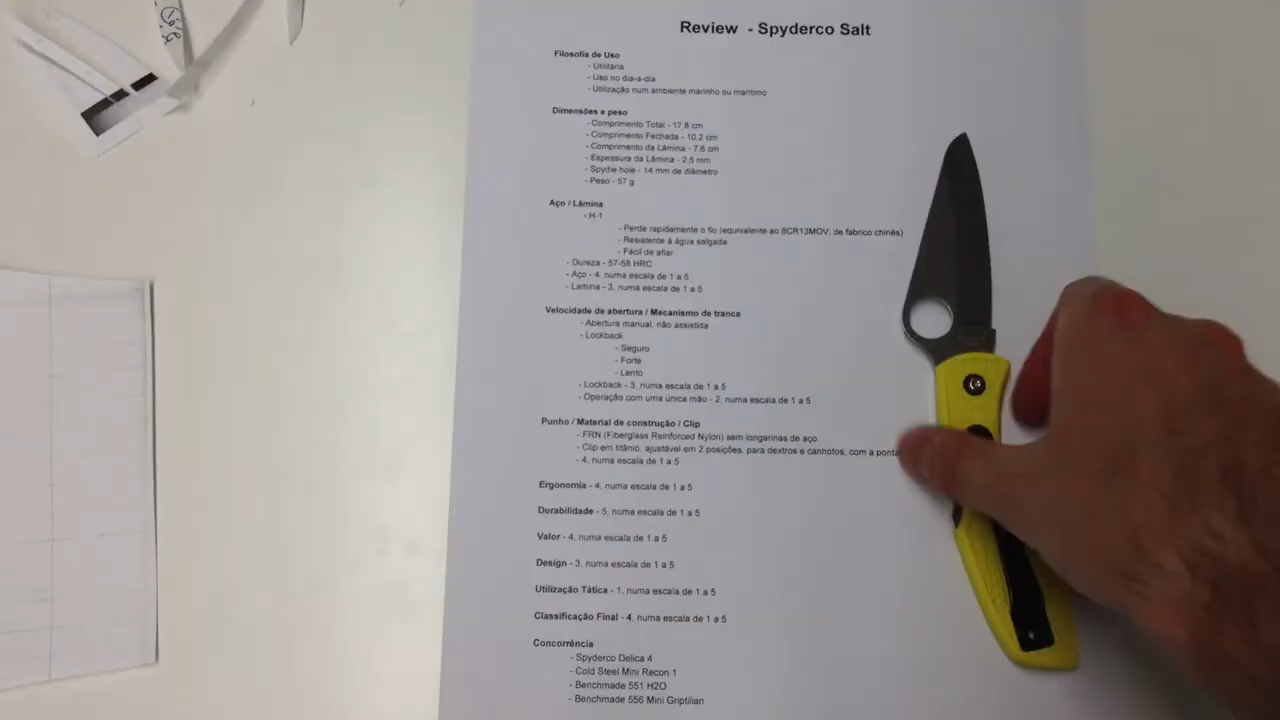 Review - Spyderco Salt
Filosofia de Uso
- Utilitária
- Uso no dia-a-dia
- Utilização num ambiente marinho ou marítimo
Dimensões e peso
- Comprimento Total - 17,8 cm
- Comprimento Fechada - 10,2 cm
- Comprimento da Lâmina - 7,6 cm
- Espessura da Lâmina - 2,5 mm
- Spydie hole - 14 mm de diâmetro
- Peso - 57 g
Aço / Lâmina
- H-1
- Perde rapidamente o fio (equivalente ao 8CR13MOV, de fabrico chinês)
- Resistente à água salgada
- Fácil de afiar
- Dureza - 57-58 HRC
- Aço - 4, numa escala de 1 a 5
- Lamina - 3, numa escala de 1 a 5
Velocidade de abertura / Mecanismo de tranca
- Abertura manual, não assistida
- Lockback
- Seguro
- Forte
- Lento
- Lockback - 3, numa escala de 1 a 5
- Operação com uma única mão - 2, numa escala de 1 a 5
Punho / Material de construção / Clip
- FRN (Fiberglass Reinforced Nylon) sem longarinas de aço
- Clip em titânio, ajustável em 2 posições, para dextros e canhotos, com a ponta
- 4, numa escala de 1 a 5
Ergonomia - 4, numa escala de 1 a 5
Durabilidade - 5, numa escala de 1 a 5
Valor - 4, numa escala de 1 a 5
Design - 3, numa escala de 1 a 5
Utilização Tática - 1, numa escala de 1 a 5
Classificação Final - 4, numa escala de 1 a 5
Concorrência
- Spyderco Delica 4
- Cold Steel Mini Recon 1
- Benchmade 551 H2O
- Benchmade 556 Mini Griptilian